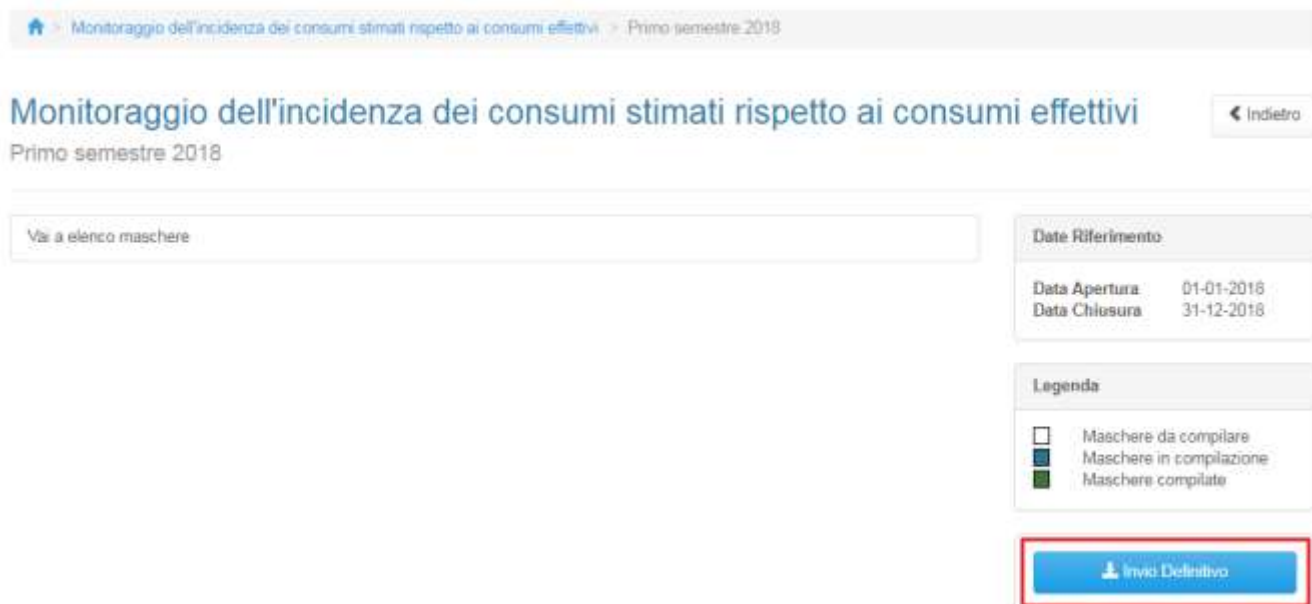 > Monitoraggio dell'incidenza dei consumi stimati rispetto ai consumi effettivi > Primo semestre 2018
Monitoraggio dell'incidenza dei consumi stimati rispetto ai consumi effettivi
Indietro
Primo semestre 2018
Vai a elenco maschere
Date Riferimento
Data Apertura 01-01-2018
Data Chiusura 31-12-2018
Legenda
Maschere da compilare
Maschere in compilazione
Maschere compilate
Invio Definitivo